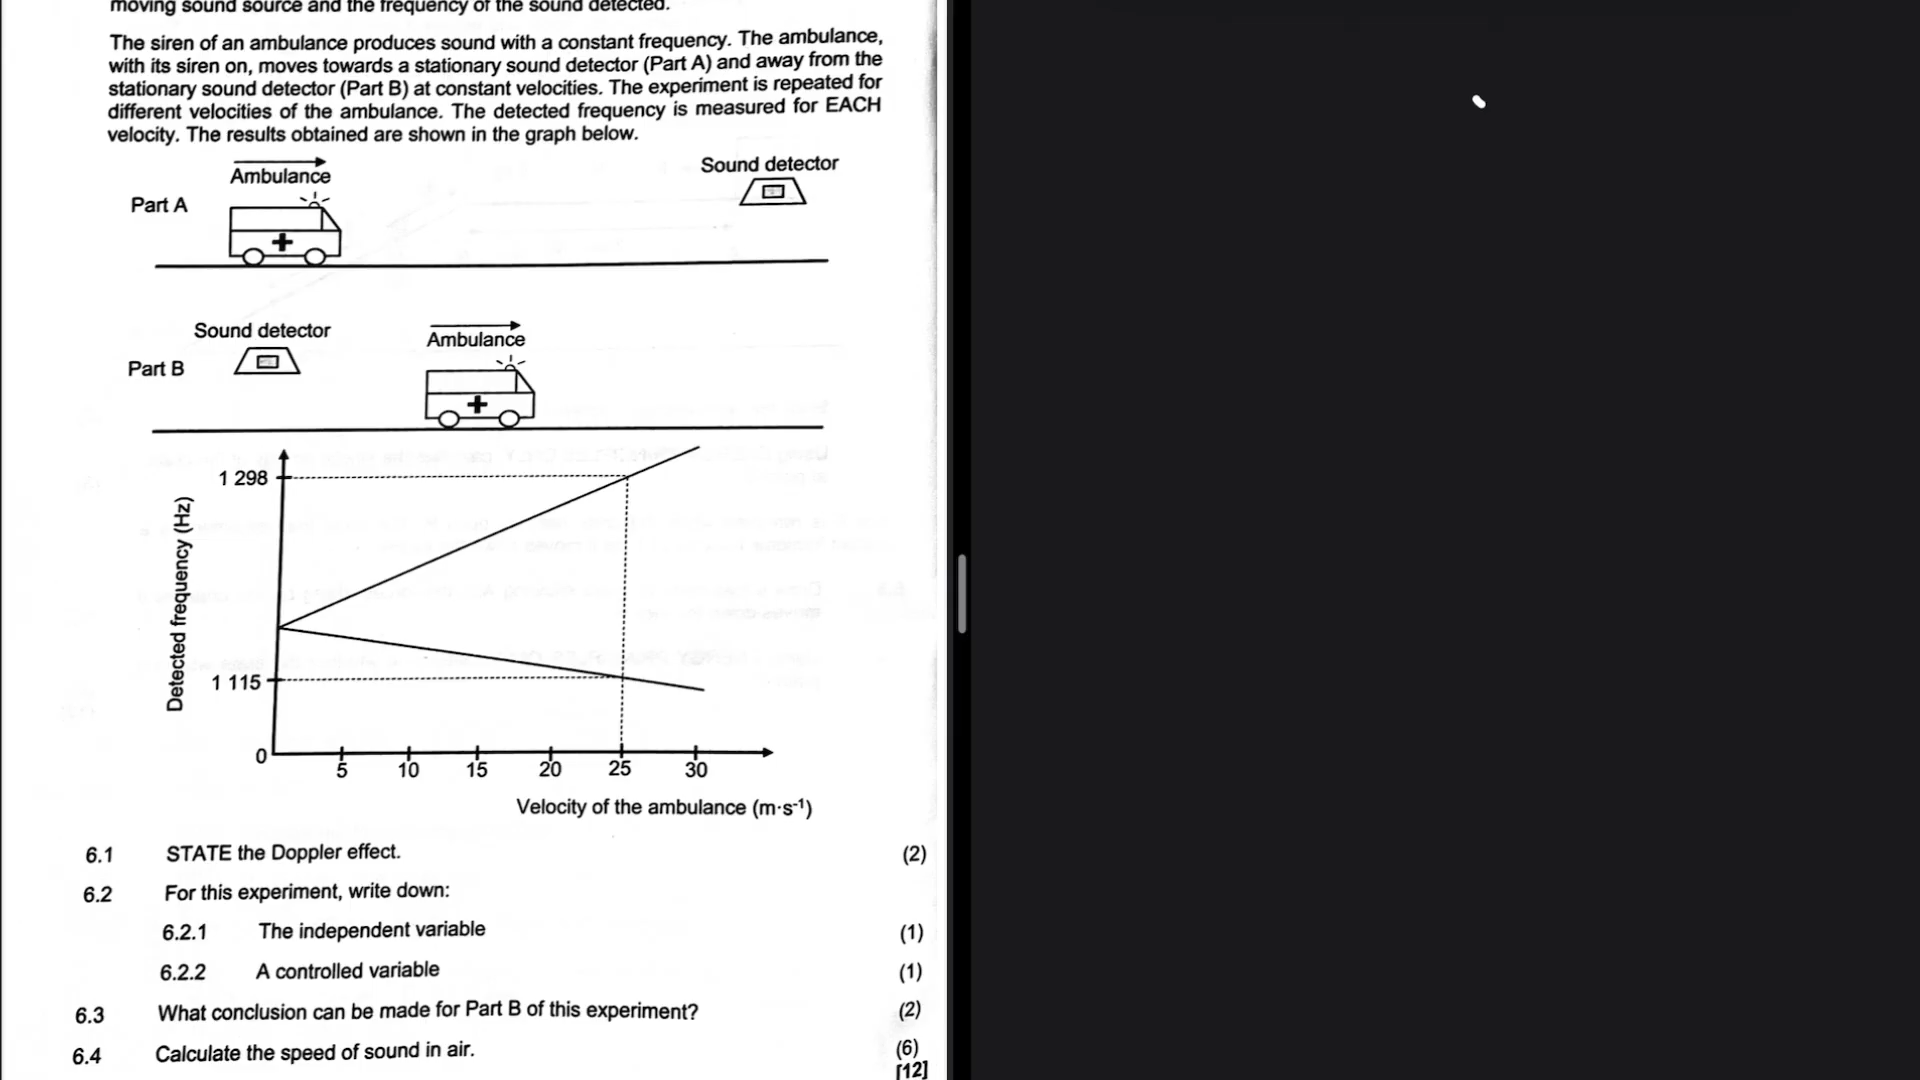 moving sound source and the frequency of the sound detected.
The siren of an ambulance produces sound with a constant frequency. The ambulance,
with its siren on, moves towards a stationary sound detector (Part A) and away from the
stationary sound detector (Part B) at constant velocities. The experiment is repeated for
different velocities of the ambulance. The detected frequency is measured for EACH
velocity. The results obtained are shown in the graph below.
Ambulance
Sound detector
Part A
Sound detector
Ambulance
Part B
1 298
Detected frequency (Hz)
1 115
0
5 10 15 20 25 30
Velocity of the ambulance (m·s⁻¹)
6.1 STATE the Doppler effect. (2)
6.2 For this experiment, write down:
6.2.1 The independent variable (1)
6.2.2 A controlled variable (1)
6.3 What conclusion can be made for Part B of this experiment? (2)
6.4 Calculate the speed of sound in air. (6)
[12]